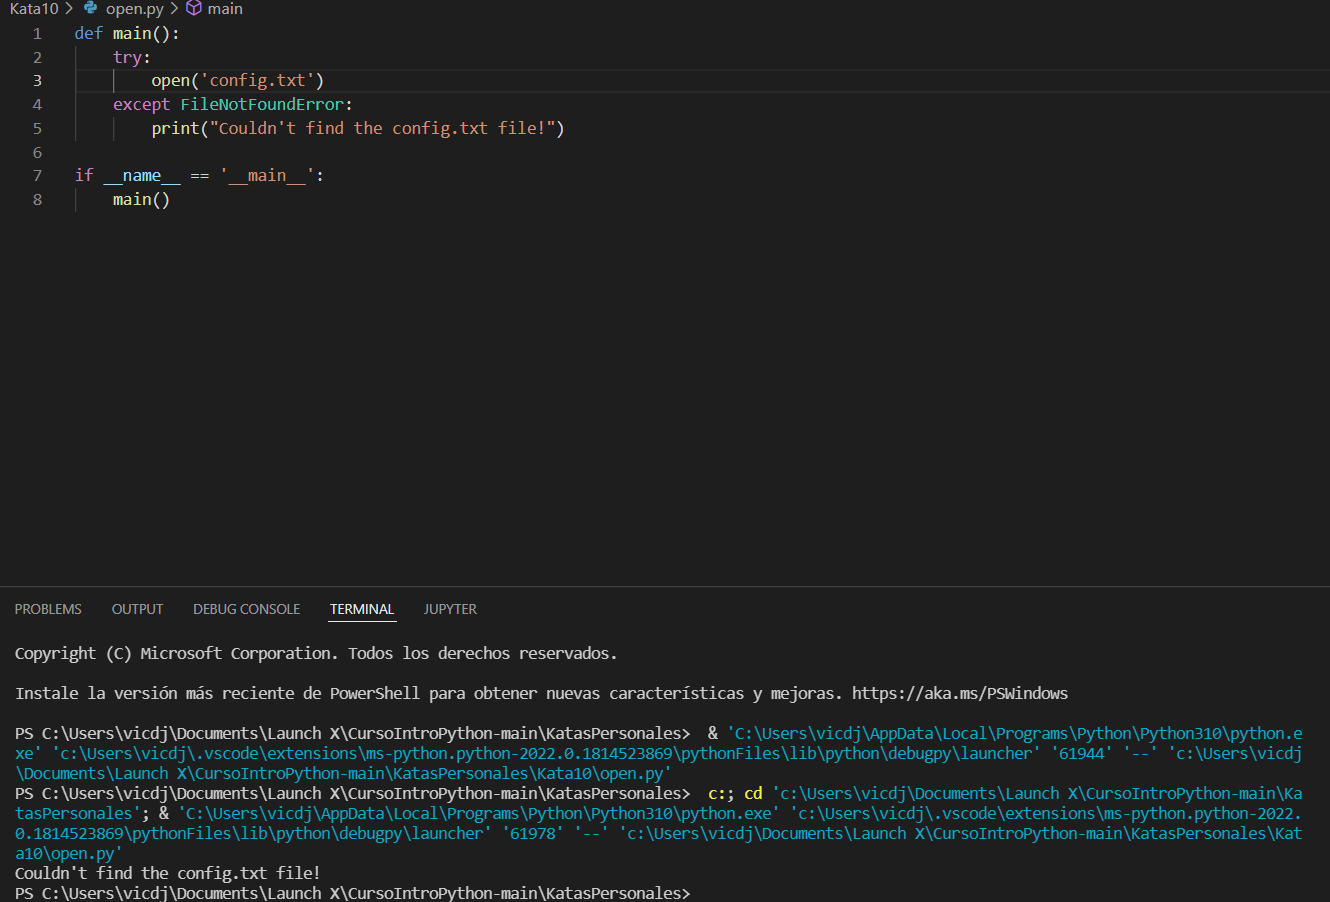 Kata10 > open.py > main
1 def main():
2     try:
3         open('config.txt')
4     except FileNotFoundError:
5         print("Couldn't find the config.txt file!")
6
7 if __name__ == '__main__':
8     main()
PROBLEMS OUTPUT DEBUG CONSOLE TERMINAL JUPYTER
Copyright (C) Microsoft Corporation. Todos los derechos reservados.
Instale la versión más reciente de PowerShell para obtener nuevas características y mejoras. https://aka.ms/PSWindows
PS C:\Users\vicdj\Documents\Launch X\CursoIntroPython-main\KatasPersonales>  & 'C:\Users\vicdj\AppData\Local\Programs\Python\Python310\python.e
xe' 'c:\Users\vicdj\.vscode\extensions\ms-python.python-2022.0.1814523869\pythonFiles\lib\python\debugpy\launcher' '61944' '--' 'c:\Users\vicdj
\Documents\Launch X\CursoIntroPython-main\KatasPersonales\Kata10\open.py'
PS C:\Users\vicdj\Documents\Launch X\CursoIntroPython-main\KatasPersonales>  c:; cd 'c:\Users\vicdj\Documents\Launch X\CursoIntroPython-main\Ka
tasPersonales'; & 'C:\Users\vicdj\AppData\Local\Programs\Python\Python310\python.exe' 'c:\Users\vicdj\.vscode\extensions\ms-python.python-2022.
0.1814523869\pythonFiles\lib\python\debugpy\launcher' '61978' '--' 'c:\Users\vicdj\Documents\Launch X\CursoIntroPython-main\KatasPersonales\Kat
a10\open.py'
Couldn't find the config.txt file!
PS C:\Users\vicdj\Documents\Launch X\CursoIntroPython-main\KatasPersonales>